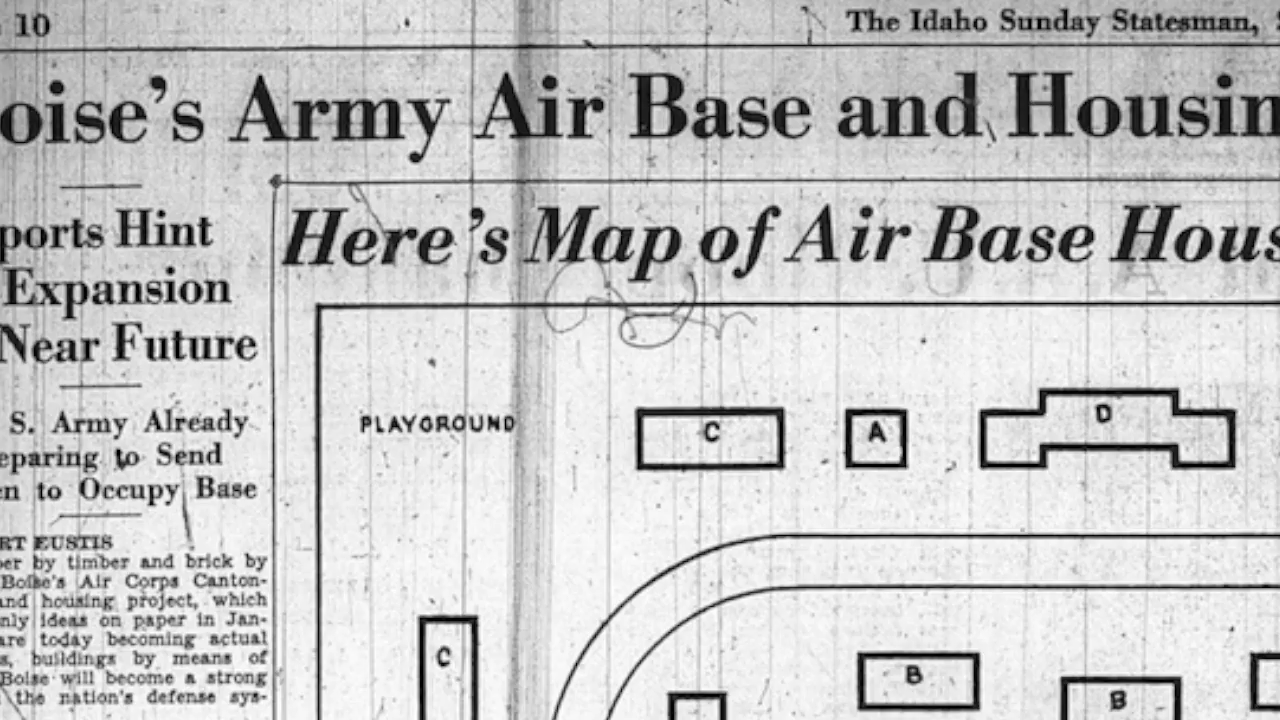 10
The Idaho Sunday Statesman,
oise's Army Air Base and Housin
ports Hint
Expansion
Near Future
S. Army Already
eparing to Send
en to Occupy Base
RT EUSTIS
per by timber and brick by
Boise's Air Corps Canton-
and housing project, which
nly ideas on paper in Jan-
are today becoming actual
s, buildings by means of
Boise will become a strong
the nation's defense sys-
Here's Map of Air Base Hous
PLAYGROUND
C
A
D
C
B
B